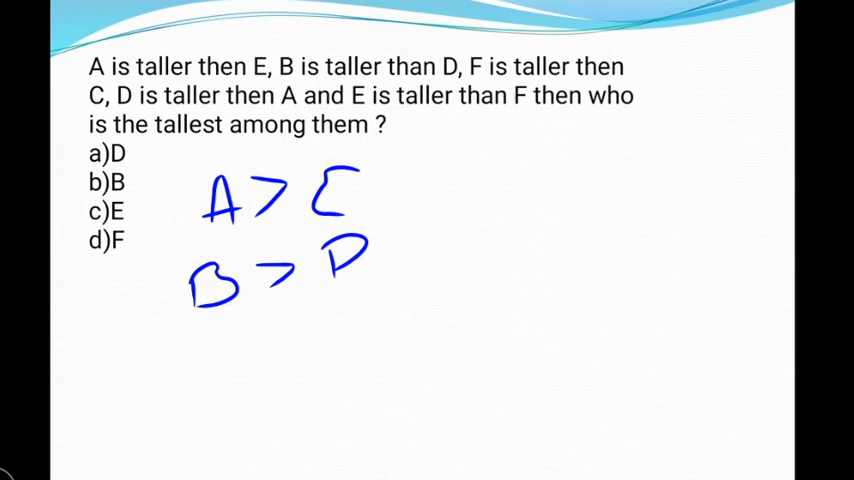 A is taller then E, B is taller than D, F is taller then
C, D is taller then A and E is taller than F then who
is the tallest among them ?
a)D
b)B
c)E
d)F
A > E
B > D